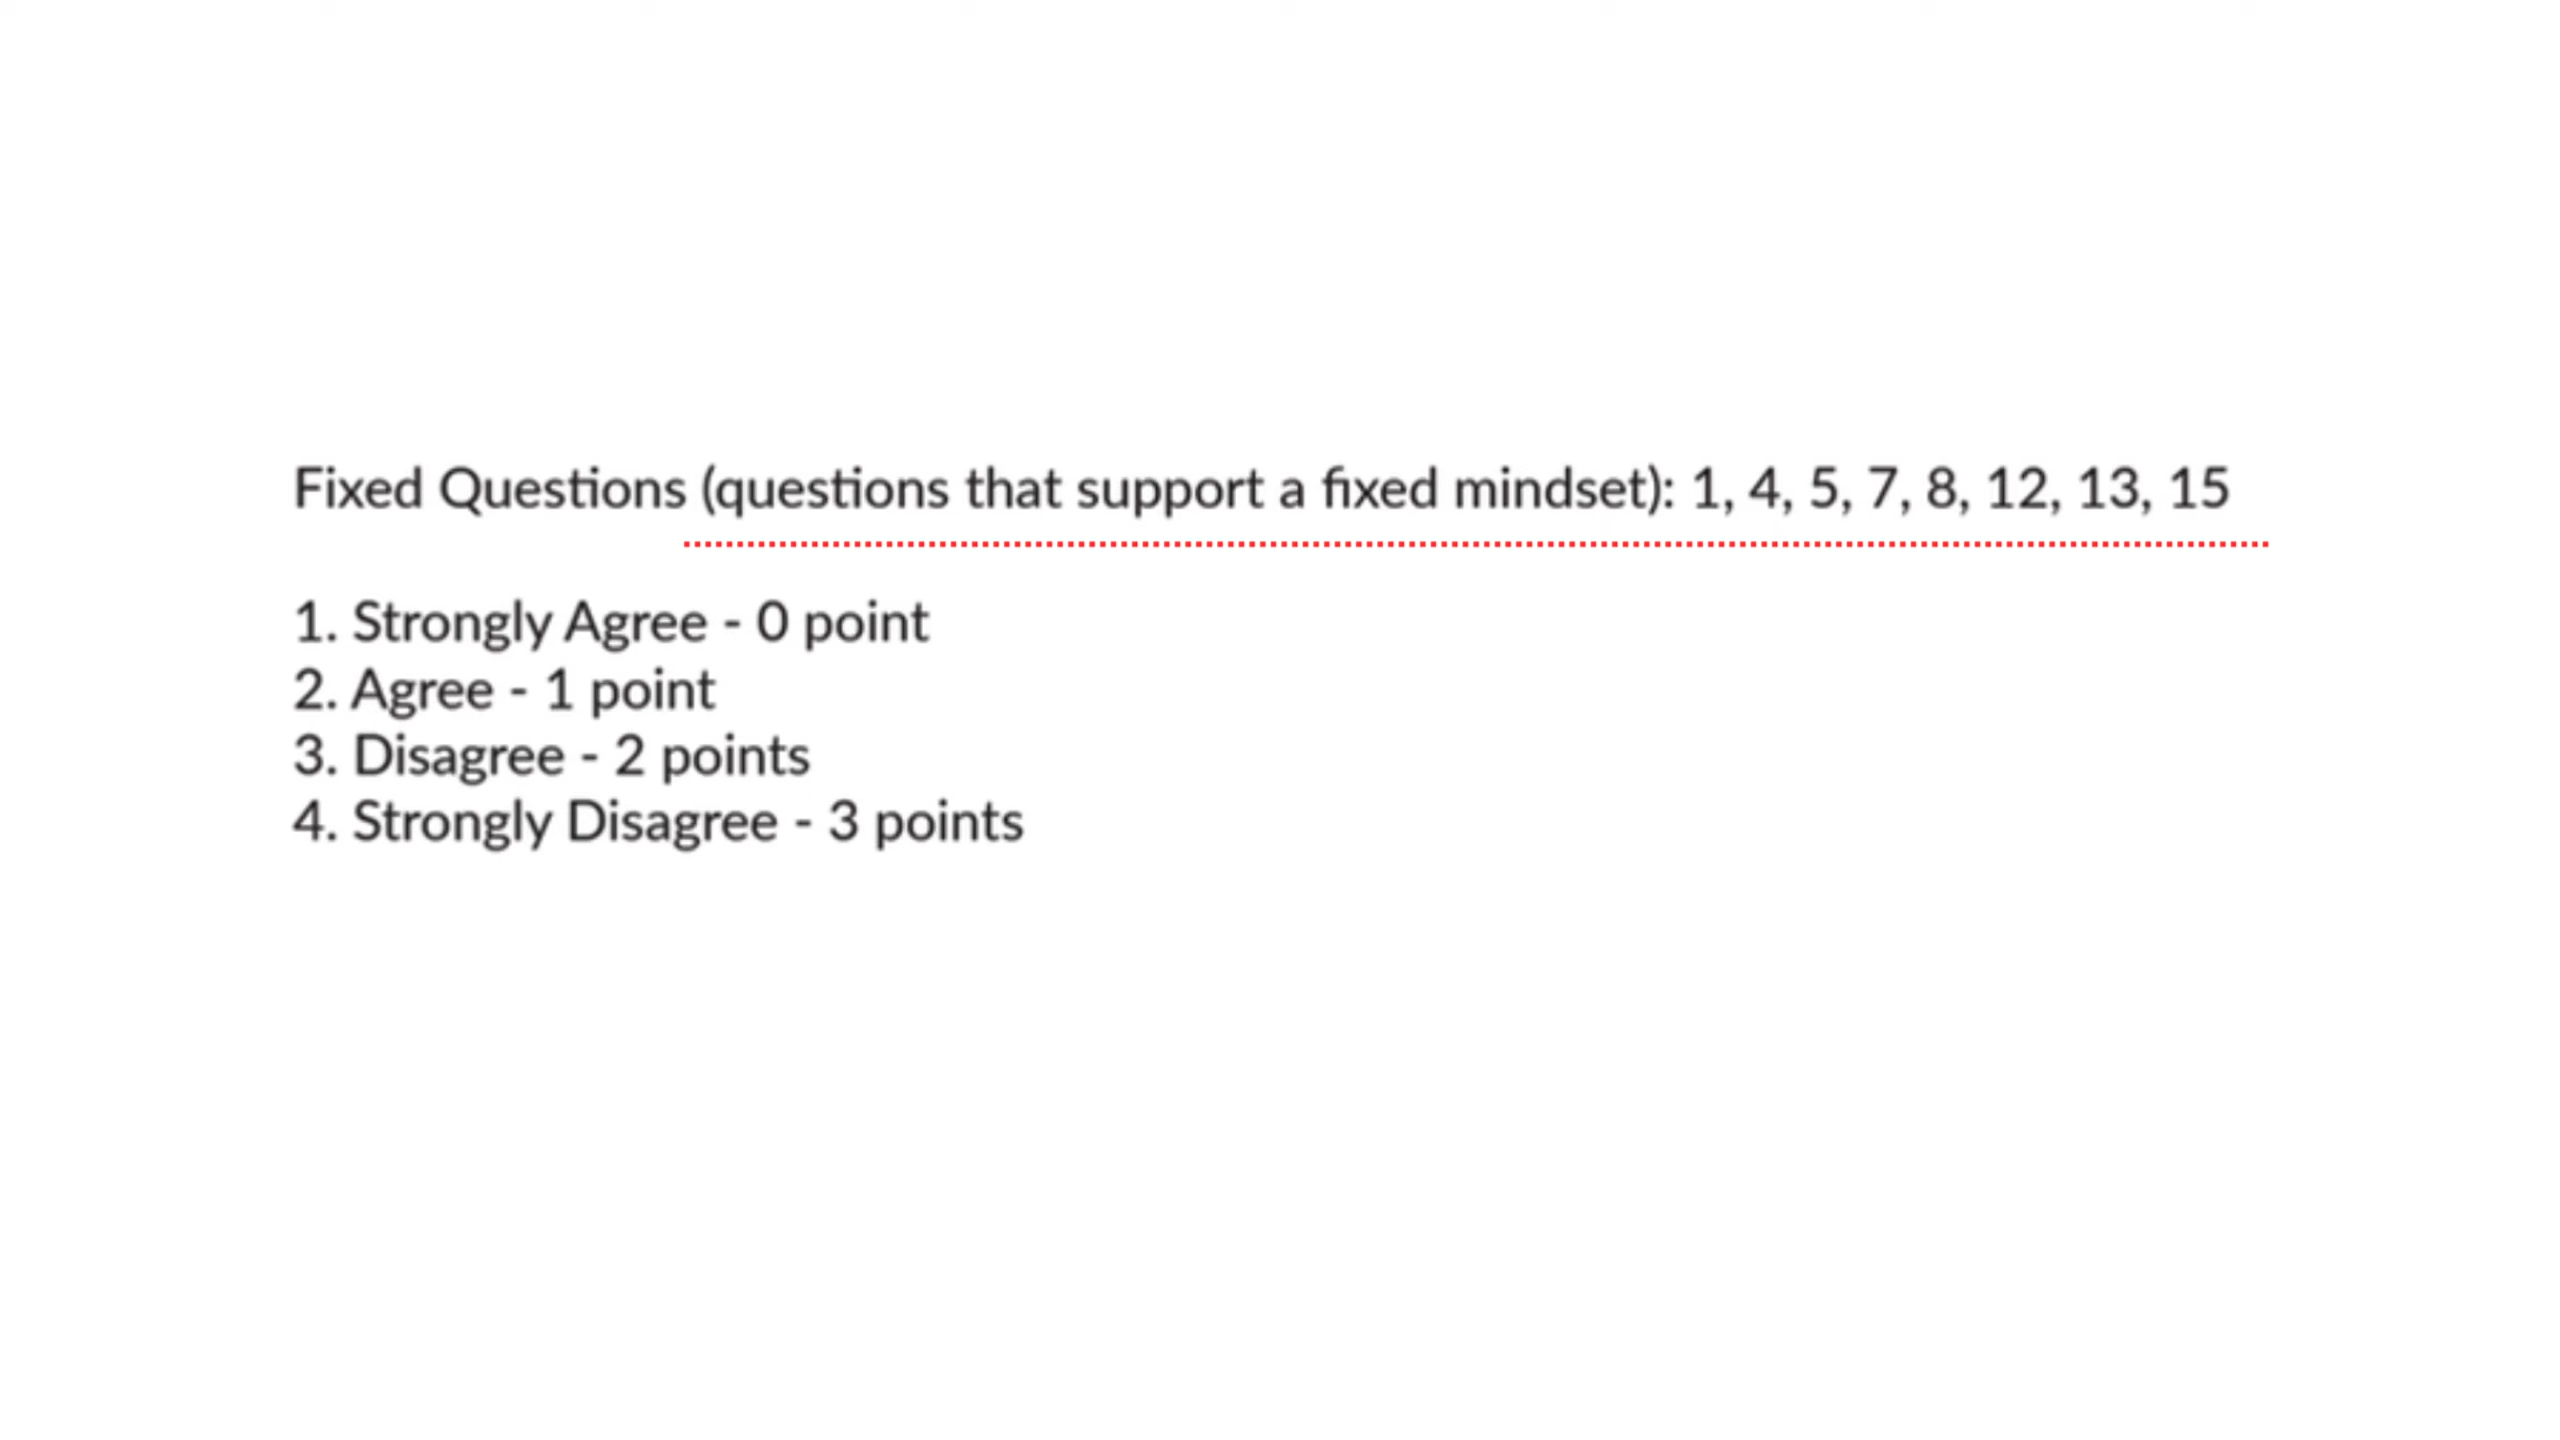 Fixed Questions (questions that support a fixed mindset): 1, 4, 5, 7, 8, 12, 13, 15
1. Strongly Agree - 0 point
2. Agree - 1 point
3. Disagree - 2 points
4. Strongly Disagree - 3 points